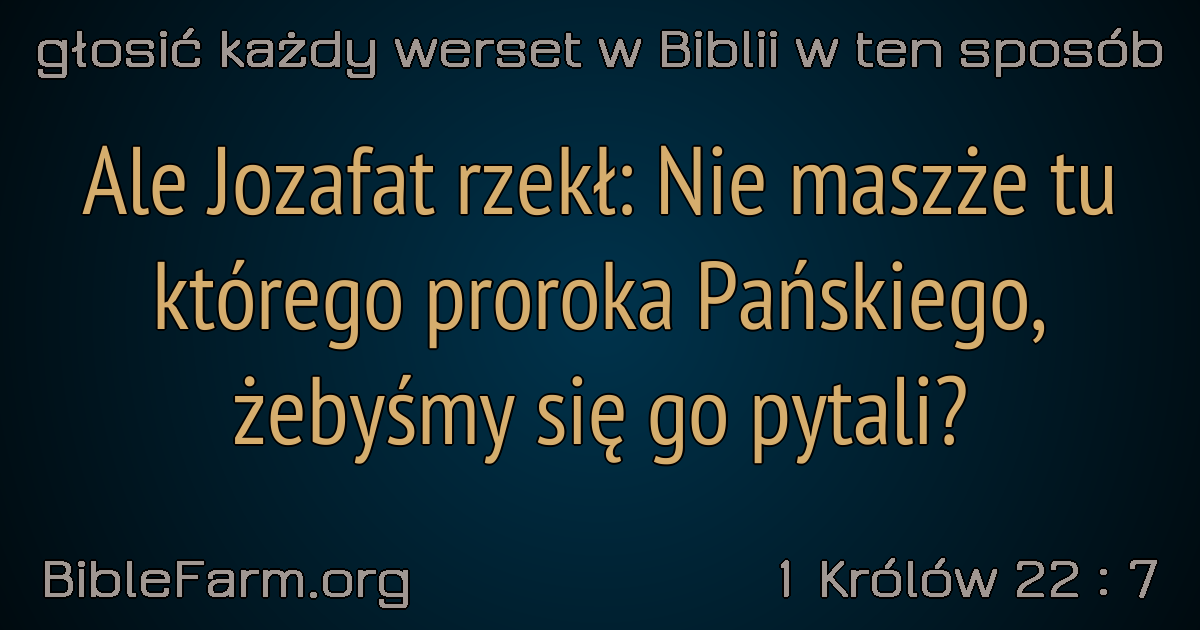 głosić każdy werset w Biblii w ten sposób
Ale Jozafat rzekł: Nie maszże tu
którego proroka Pańskiego,
żebyśmy się go pytali?
BibleFarm.org
1 Królów 22 : 7